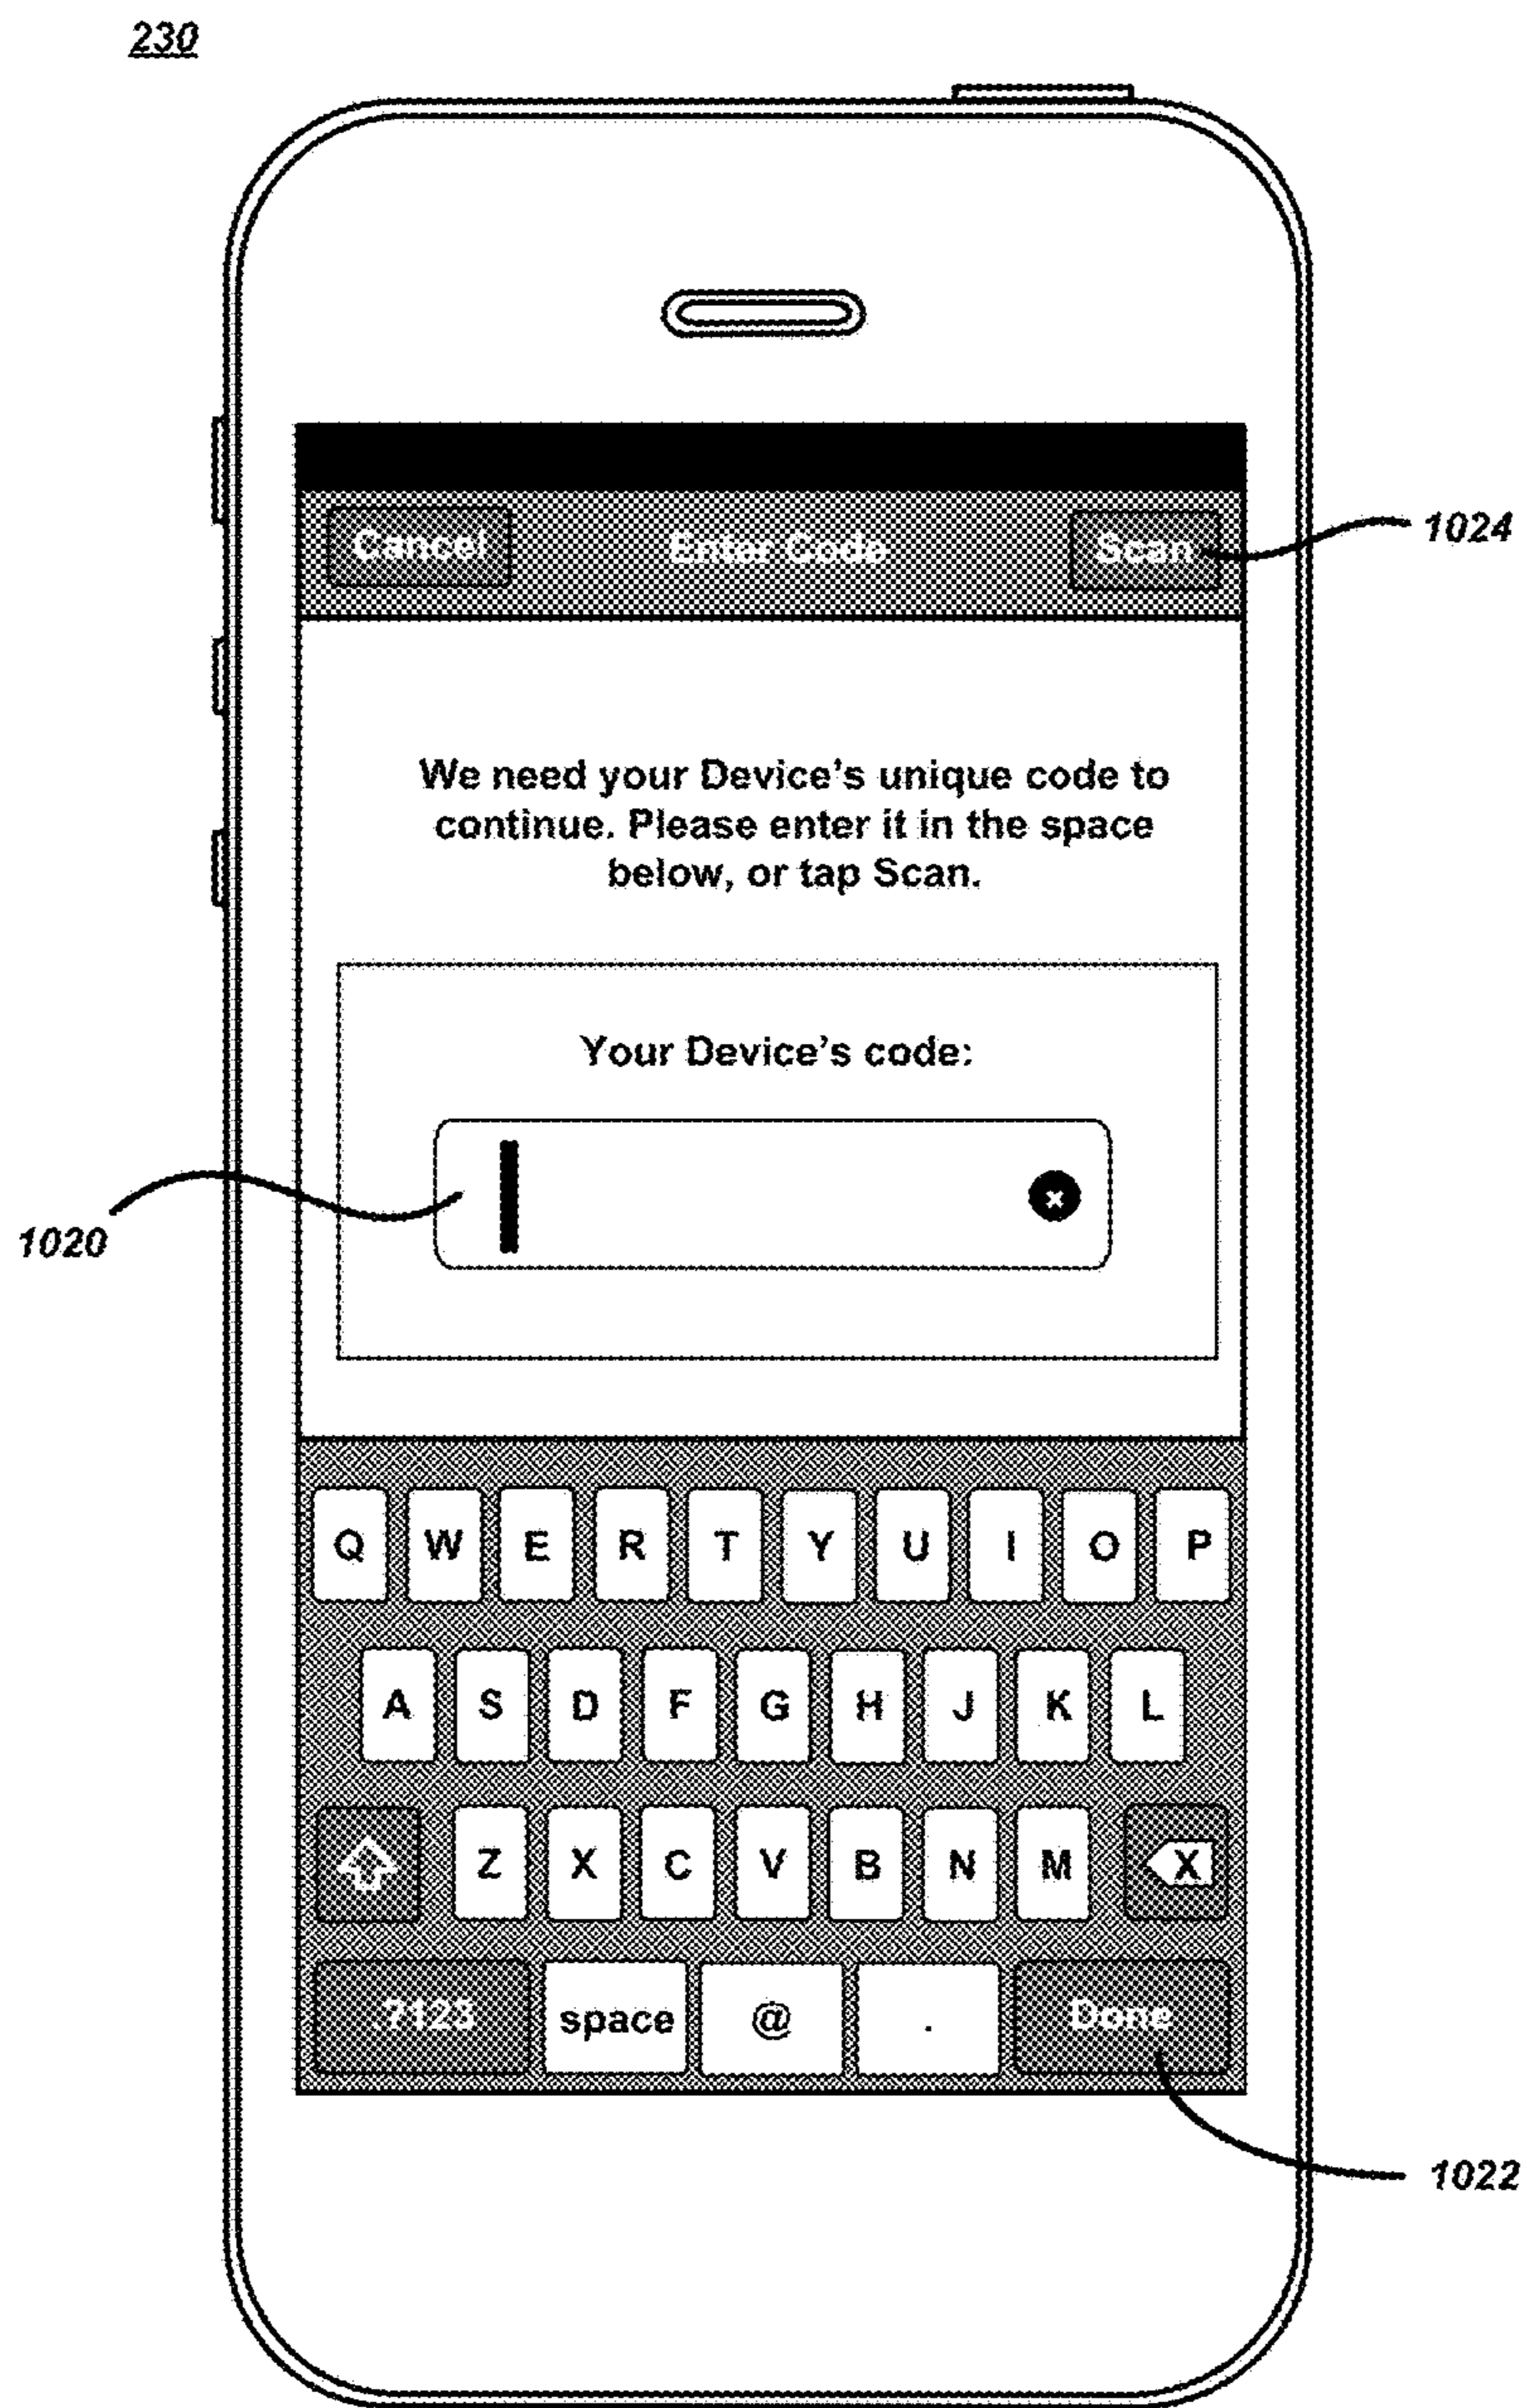 230
Cancel Enter Code Scan
1024
We need your Device's unique code to
continue. Please enter it in the space
below, or tap Scan.
Your Device's code:
x
1020
Q W E R T Y U I O P
A S D F G H J K L
Z X C V B N M X
.?123 space @ . Done
1022